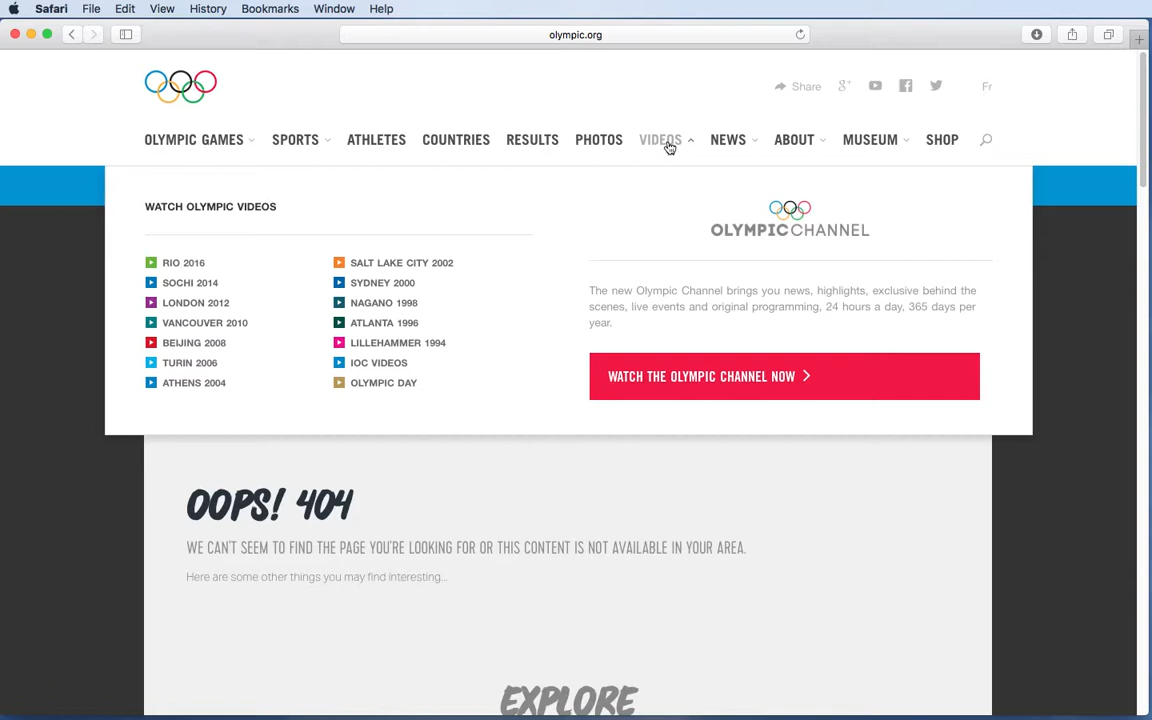 Safari File Edit View History Bookmarks Window Help
olympic.org
Share Fr
OLYMPIC GAMES SPORTS ATHLETES COUNTRIES RESULTS PHOTOS VIDEOS NEWS ABOUT MUSEUM SHOP
WATCH OLYMPIC VIDEOS
RIO 2016
SOCHI 2014
LONDON 2012
VANCOUVER 2010
BEIJING 2008
TURIN 2006
ATHENS 2004
SALT LAKE CITY 2002
SYDNEY 2000
NAGANO 1998
ATLANTA 1996
LILLEHAMMER 1994
IOC VIDEOS
OLYMPIC DAY
OLYMPICCHANNEL
The new Olympic Channel brings you news, highlights, exclusive behind the
scenes, live events and original programming, 24 hours a day, 365 days per
year.
WATCH THE OLYMPIC CHANNEL NOW
OOPS! 404
WE CAN'T SEEM TO FIND THE PAGE YOU'RE LOOKING FOR OR THIS CONTENT IS NOT AVAILABLE IN YOUR AREA.
Here are some other things you may find interesting...
EXPLORE